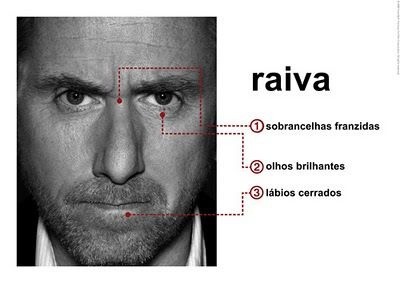 raiva
1 sobrancelhas franzidas
2 olhos brilhantes
3 lábios cerrados